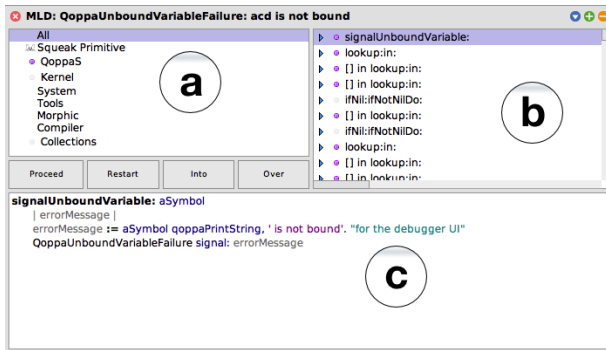 MLD: QoppaUnboundVariableFailure: acd is not bound
All
Squeak Primitive
QoppaS
Kernel
System
Tools
Morphic
Compiler
Collections
a
signalUnboundVariable:
lookup:in:
[] in lookup:in:
[] in lookup:in:
ifNil:ifNotNilDo:
[] in lookup:in:
ifNil:ifNotNilDo:
lookup:in:
[] in lookup:in:
[] in lookup:in:
b
Proceed Restart Into Over
signalUnboundVariable: aSymbol
| errorMessage |
errorMessage := aSymbol qoppaPrintString, ' is not bound'. "for the debugger UI"
QoppaUnboundVariableFailure signal: errorMessage
c